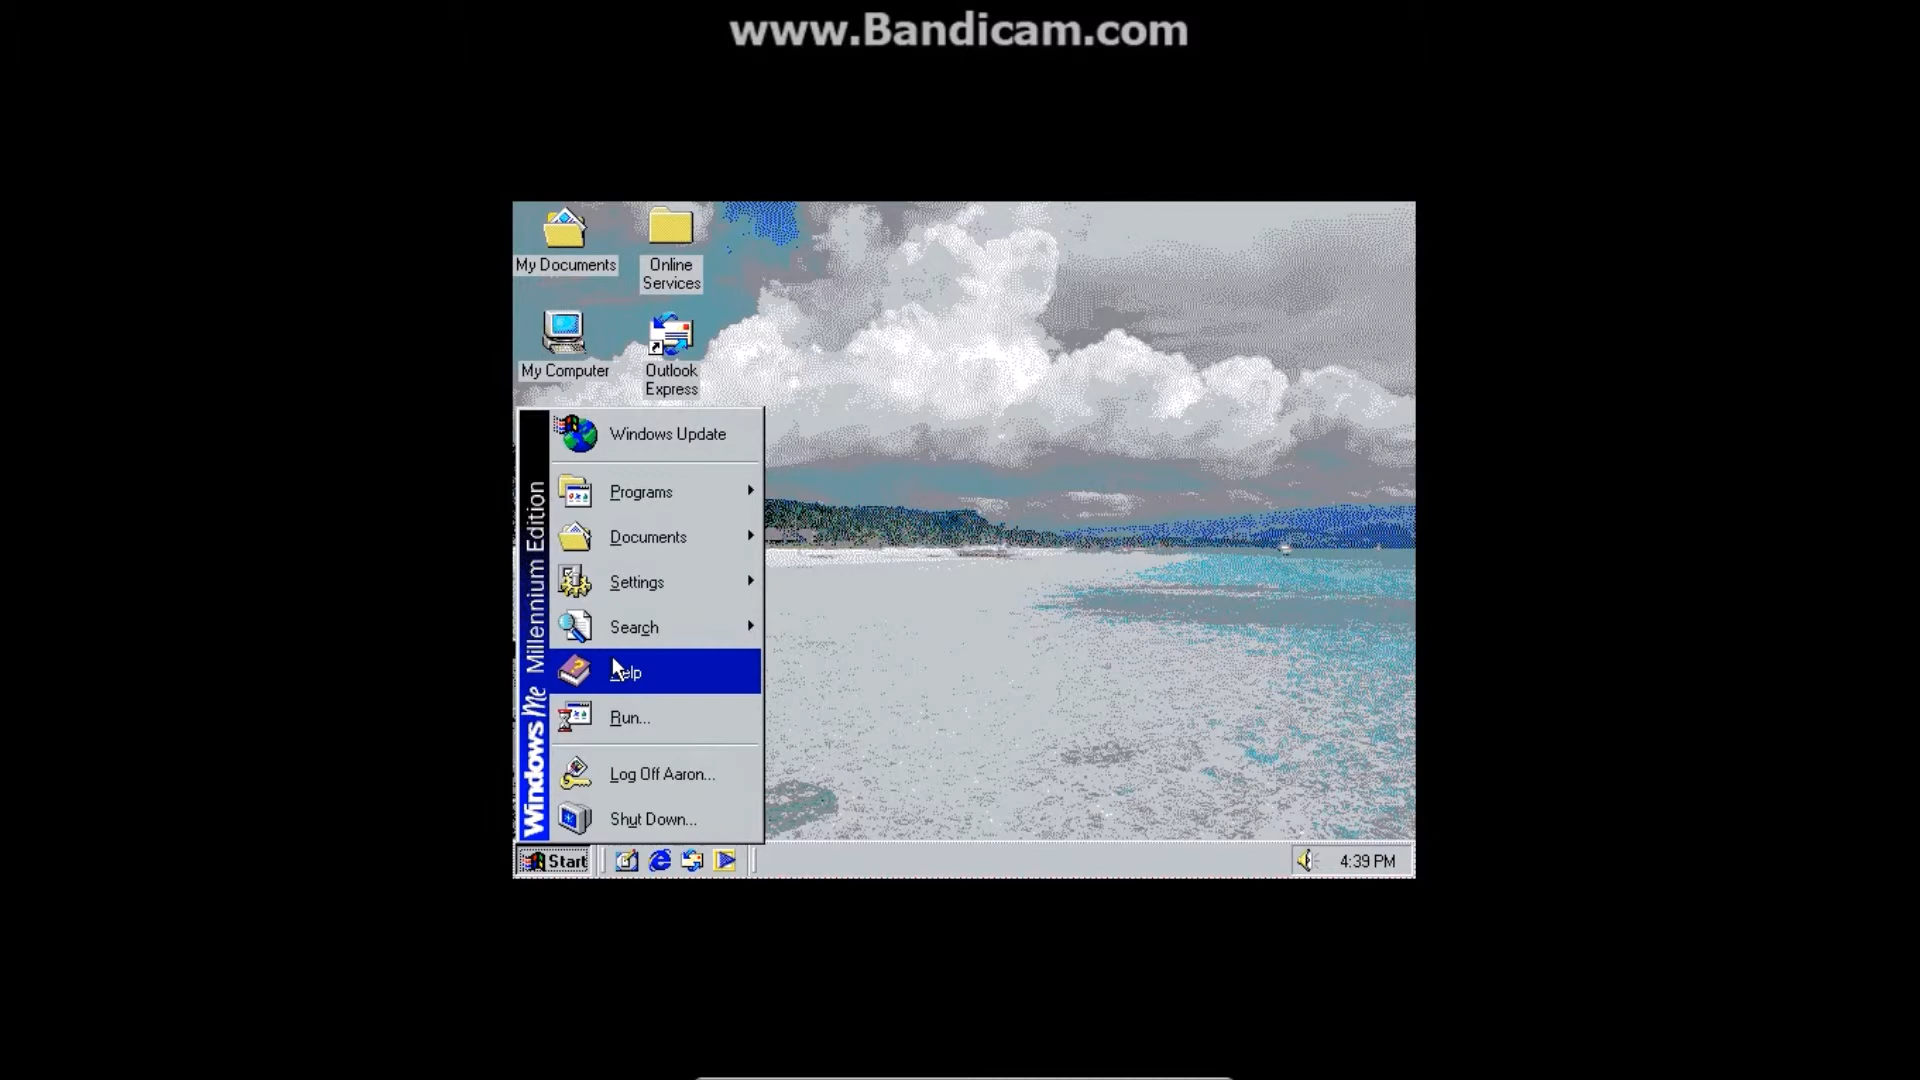 www.Bandicam.com
My Documents
Online
Services
My Computer
Outlook
Express
Windows Update
Programs
Documents
Settings
Search
Help
Run...
Log Off Aaron...
Shut Down...
Windows Me Millennium Edition
Start
4:39 PM